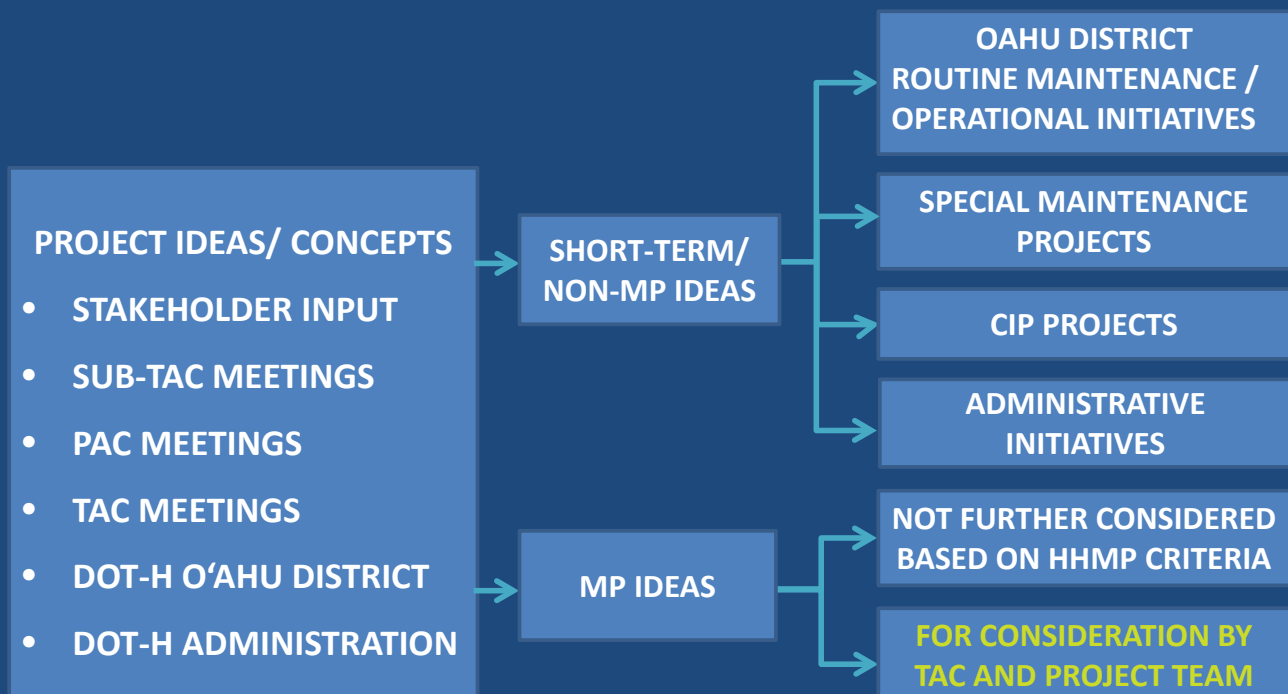 PROJECT IDEAS/ CONCEPTS
• STAKEHOLDER INPUT
• SUB-TAC MEETINGS
• PAC MEETINGS
• TAC MEETINGS
• DOT-H O‘AHU DISTRICT
• DOT-H ADMINISTRATION
SHORT-TERM/
NON-MP IDEAS
MP IDEAS
OAHU DISTRICT
ROUTINE MAINTENANCE /
OPERATIONAL INITIATIVES
SPECIAL MAINTENANCE
PROJECTS
CIP PROJECTS
ADMINISTRATIVE
INITIATIVES
NOT FURTHER CONSIDERED
BASED ON HHMP CRITERIA
FOR CONSIDERATION BY
TAC AND PROJECT TEAM